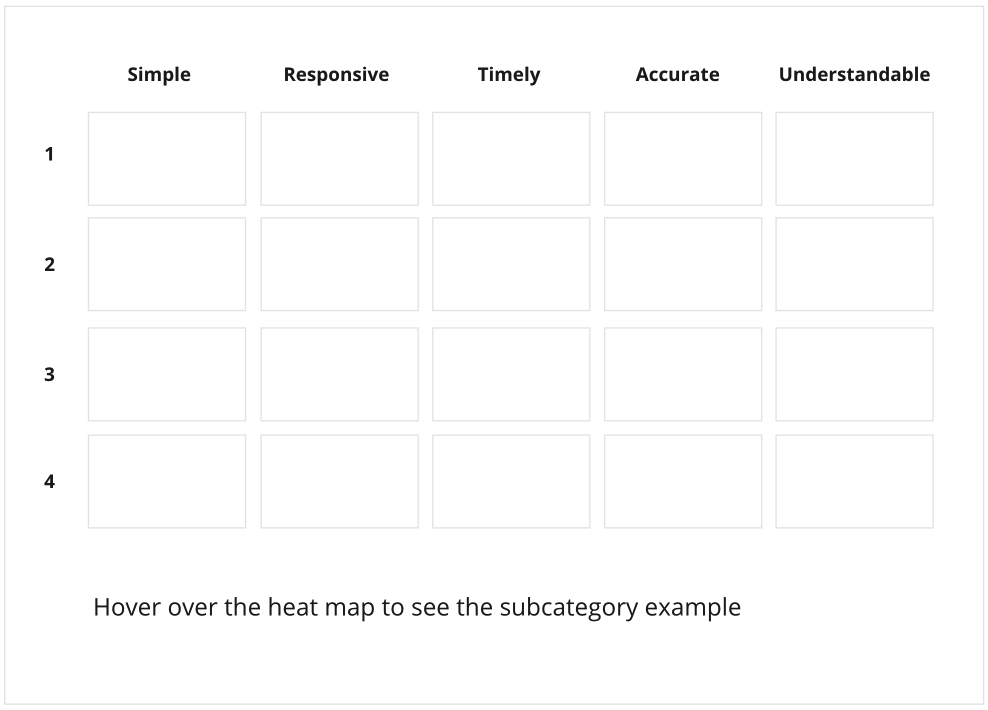 Simple Responsive Timely Accurate Understandable
1
2
3
4
Hover over the heat map to see the subcategory example